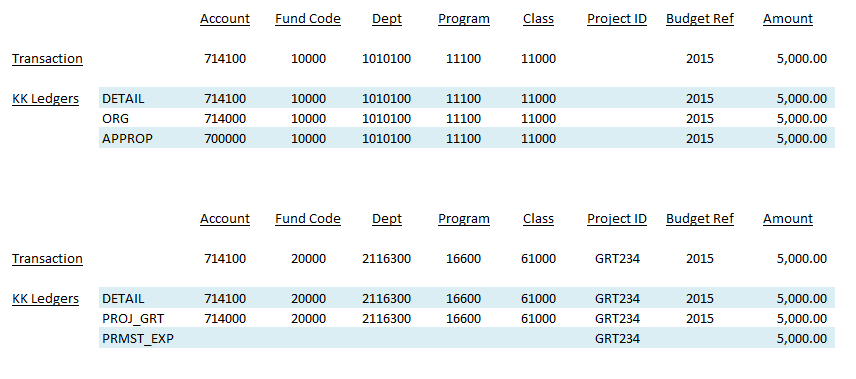 Account Fund Code Dept Program Class Project ID Budget Ref Amount
Transaction 714100 10000 1010100 11100 11000 2015 5,000.00
KK Ledgers DETAIL 714100 10000 1010100 11100 11000 2015 5,000.00
ORG 714000 10000 1010100 11100 11000 2015 5,000.00
APPROP 700000 10000 1010100 11100 11000 2015 5,000.00
Account Fund Code Dept Program Class Project ID Budget Ref Amount
Transaction 714100 20000 2116300 16600 61000 GRT234 2015 5,000.00
KK Ledgers DETAIL 714100 20000 2116300 16600 61000 GRT234 2015 5,000.00
PROJ_GRT 714000 20000 2116300 16600 61000 GRT234 2015 5,000.00
PRMST_EXP GRT234 5,000.00